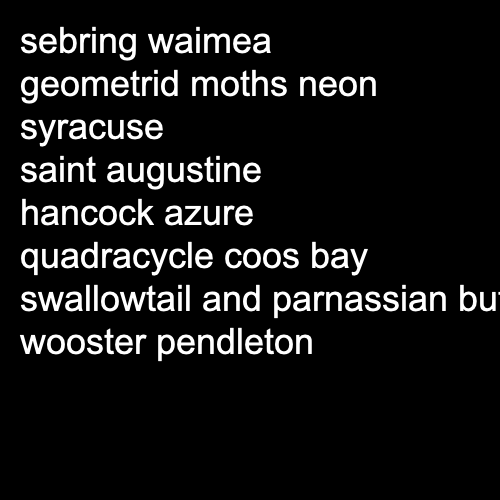 sebring waimea
geometrid moths neon
syracuse
saint augustine
hancock azure
quadracycle coos bay
swallowtail and parnassian
wooster pendleton